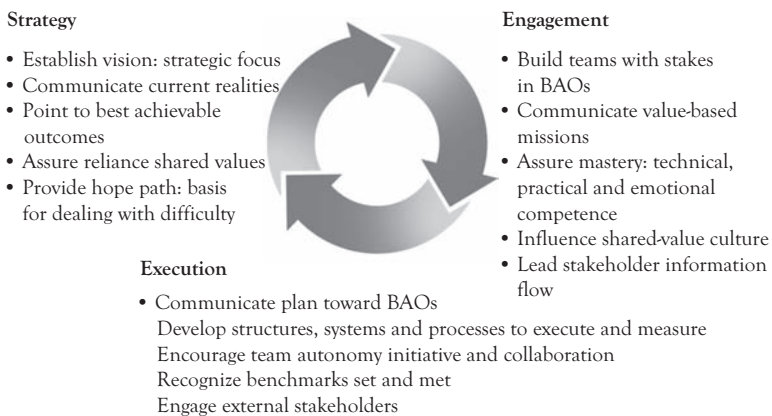 Strategy
• Establish vision: strategic focus
• Communicate current realities
• Point to best achievable
outcomes
• Assure reliance shared values
• Provide hope path: basis
for dealing with difficulty
Engagement
• Build teams with stakes
in BAOs
• Communicate value-based
missions
• Assure mastery: technical,
practical and emotional
competence
• Influence shared-value culture
• Lead stakeholder information
flow
Execution
• Communicate plan toward BAOs
Develop structures, systems and processes to execute and measure
Encourage team autonomy initiative and collaboration
Recognize benchmarks set and met
Engage external stakeholders